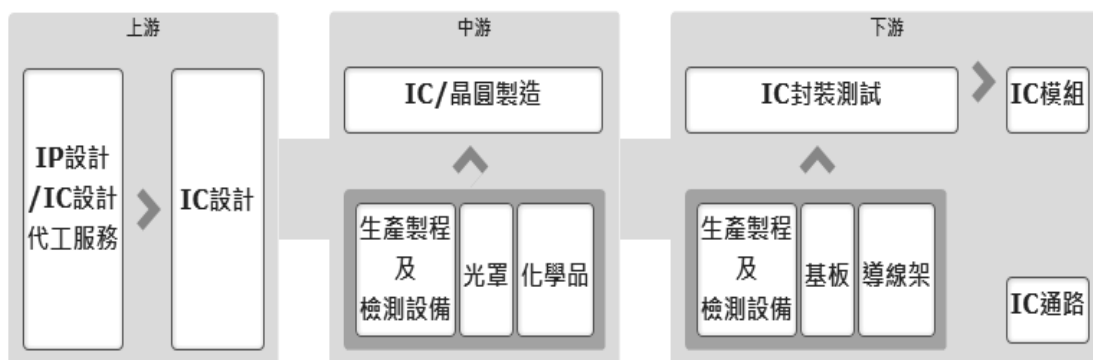 上游
IP設計
/IC設計
代工服務
IC設計
中游
IC/晶圓製造
生產製程
及
檢測設備
光罩
化學品
下游
IC封裝測試
IC模組
生產製程
及
檢測設備
基板
導線架
IC通路